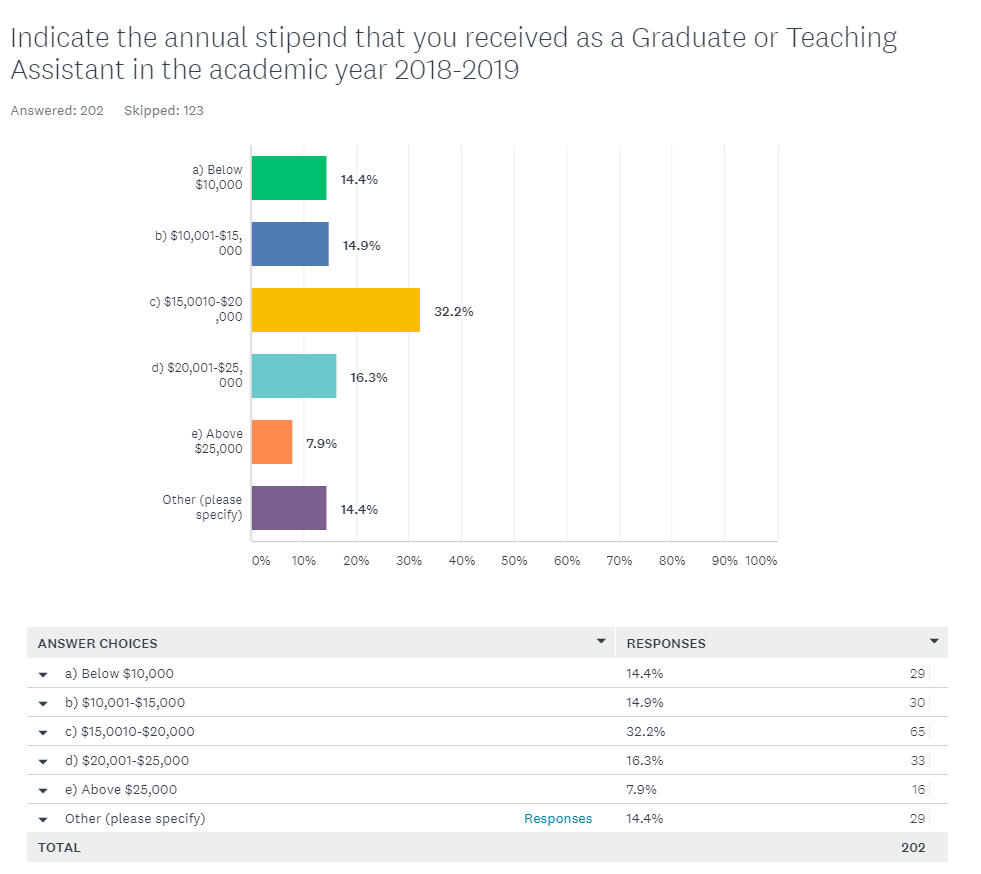 Indicate the annual stipend that you received as a Graduate or Teaching
Assistant in the academic year 2018-2019
Answered: 202 Skipped: 123
a) Below
$10,000
14.4%
b) $10,001-$15,
000
14.9%
c) $15,0010-$20
,000
32.2%
d) $20,001-$25,
000
16.3%
e) Above
$25,000
7.9%
Other (please
specify)
14.4%
0% 10% 20% 30% 40% 50% 60% 70% 80% 90% 100%
ANSWER CHOICES RESPONSES
a) Below $10,000 14.4% 29
b) $10,001-$15,000 14.9% 30
c) $15,0010-$20,000 32.2% 65
d) $20,001-$25,000 16.3% 33
e) Above $25,000 7.9% 16
Other (please specify) Responses 14.4% 29
TOTAL 202